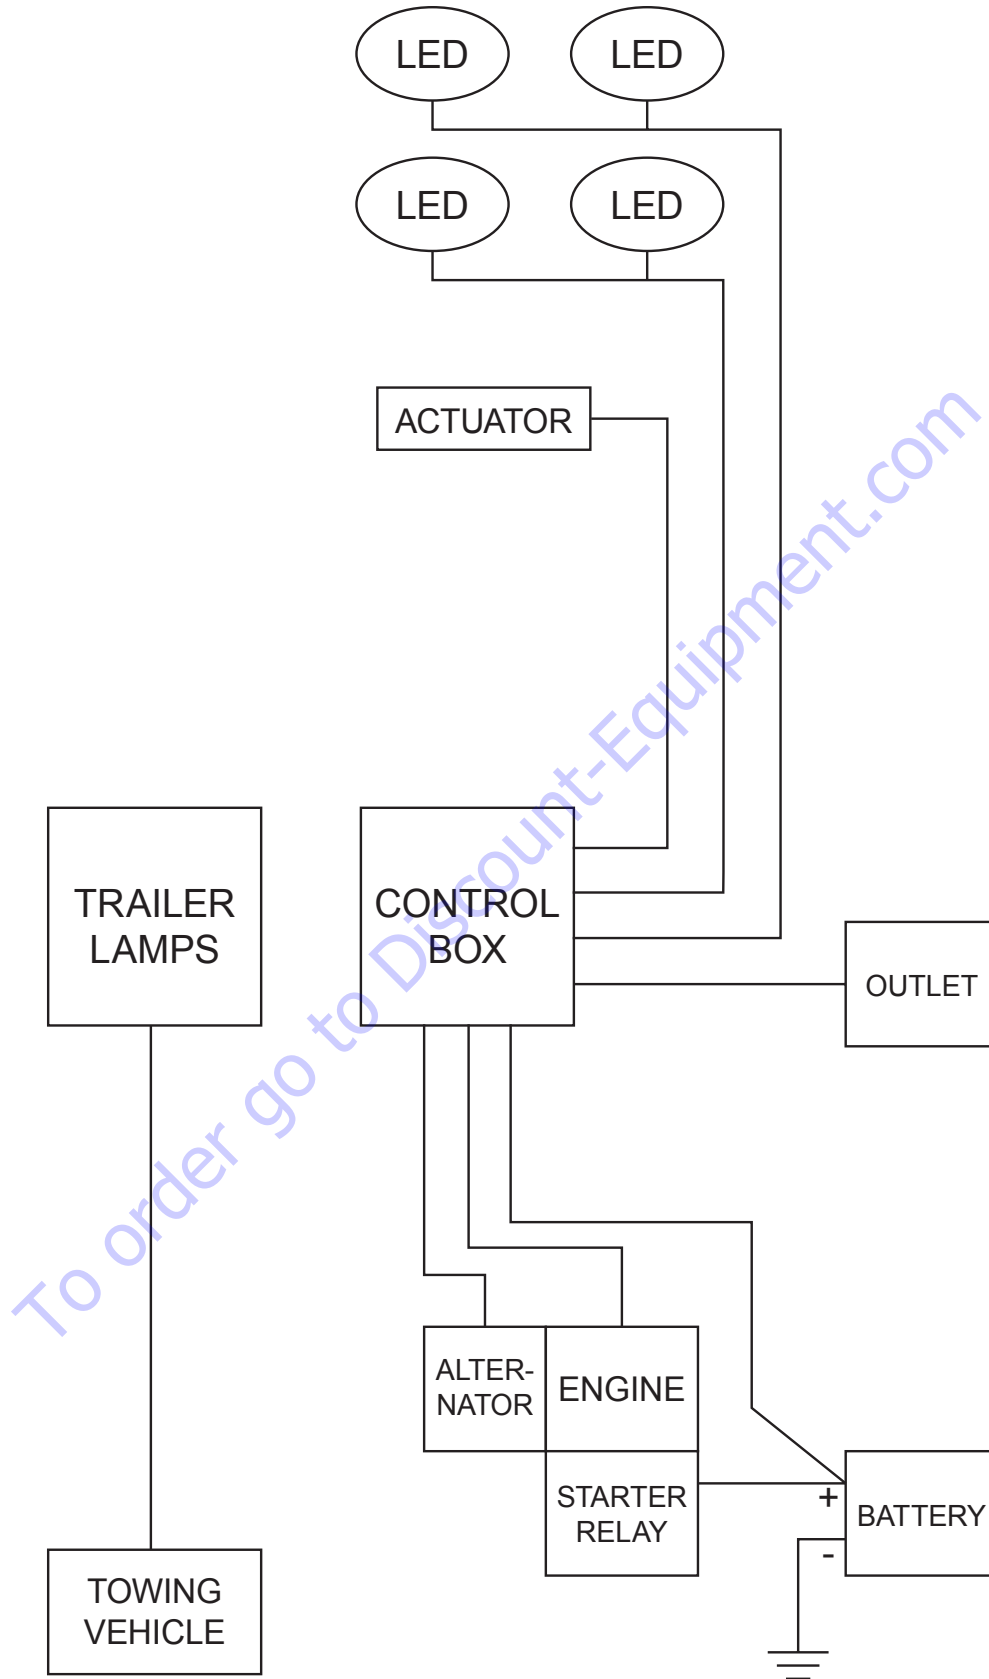 LED
LED
LED
LED
ACTUATOR
TRAILER
LAMPS
CONTROL
BOX
OUTLET
ALTER-
NATOR
ENGINE
STARTER
RELAY
+
-
BATTERY
TOWING
VEHICLE
To order go to Discount-Equipment.com